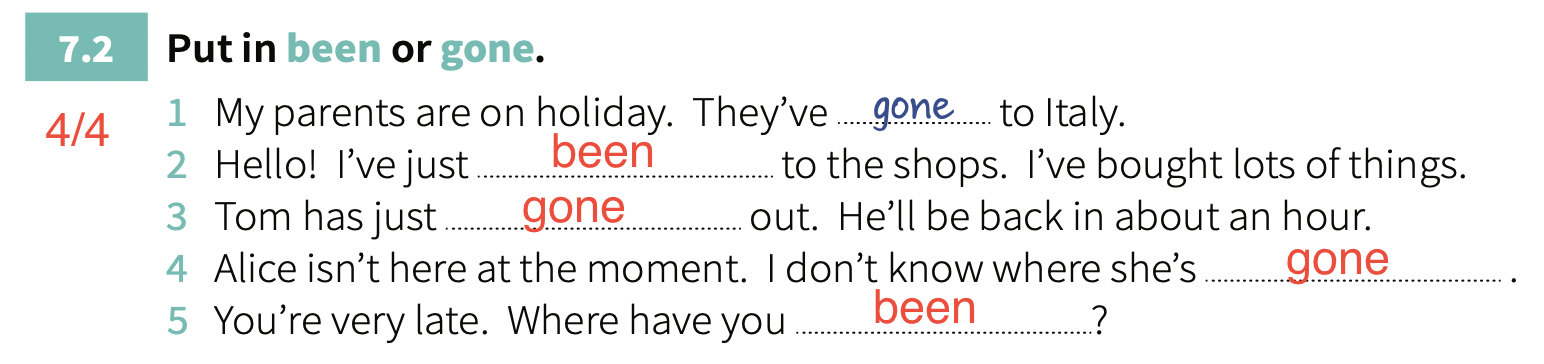 7.2 Put in been or gone.
4/4
1 My parents are on holiday. They've gone to Italy.
2 Hello! I've just been to the shops. I've bought lots of things.
3 Tom has just gone out. He'll be back in about an hour.
4 Alice isn't here at the moment. I don't know where she's gone .
5 You're very late. Where have you been ?